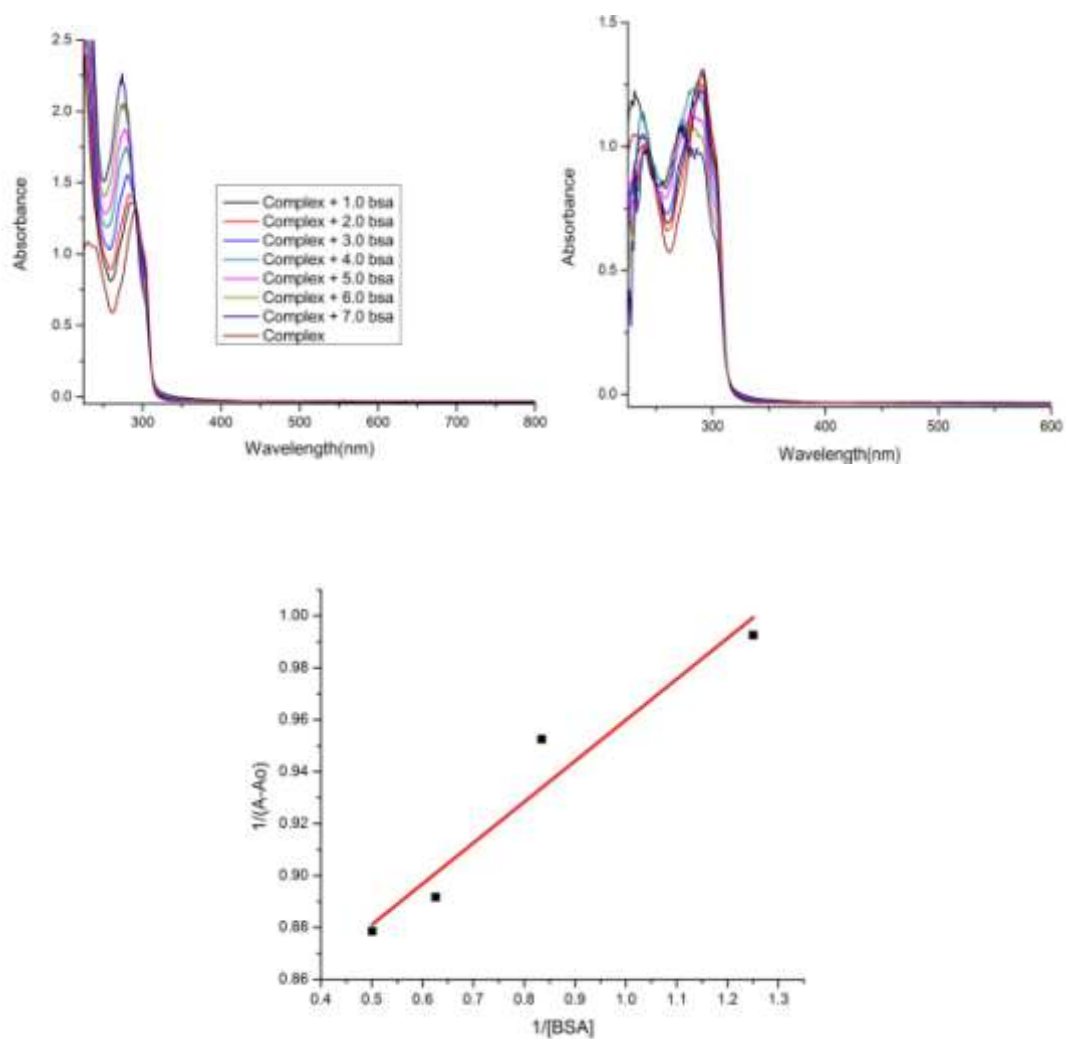 2.5
2.0
1.5
1.0
0.5
0.0
Absorbance
Complex + 1.0 bsa
Complex + 2.0 bsa
Complex + 3.0 bsa
Complex + 4.0 bsa
Complex + 5.0 bsa
Complex + 6.0 bsa
Complex + 7.0 bsa
Complex
300 400 500 600 700 800
Wavelength(nm)
1.5
1.0
0.5
0.0
Absorbance
300 400 500 600
Wavelength(nm)
1.00
0.98
0.96
0.94
0.92
0.90
0.88
0.86
1/(A-Ao)
0.4 0.5 0.6 0.7 0.8 0.9 1.0 1.1 1.2 1.3
1/[BSA]